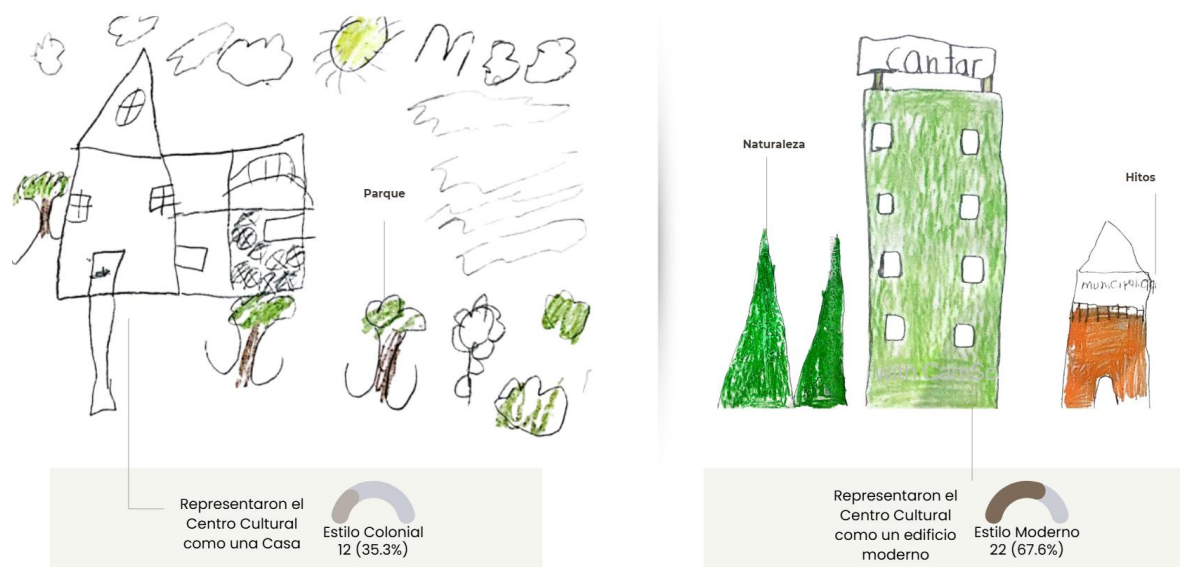 Parque
Representaron el
Centro Cultural
como una Casa
Estilo Colonial
12 (35.3%)
cantar
Naturaleza
Hitos
municipalidad
Representaron el
Centro Cultural
como un edificio
moderno
Estilo Moderno
22 (67.6%)